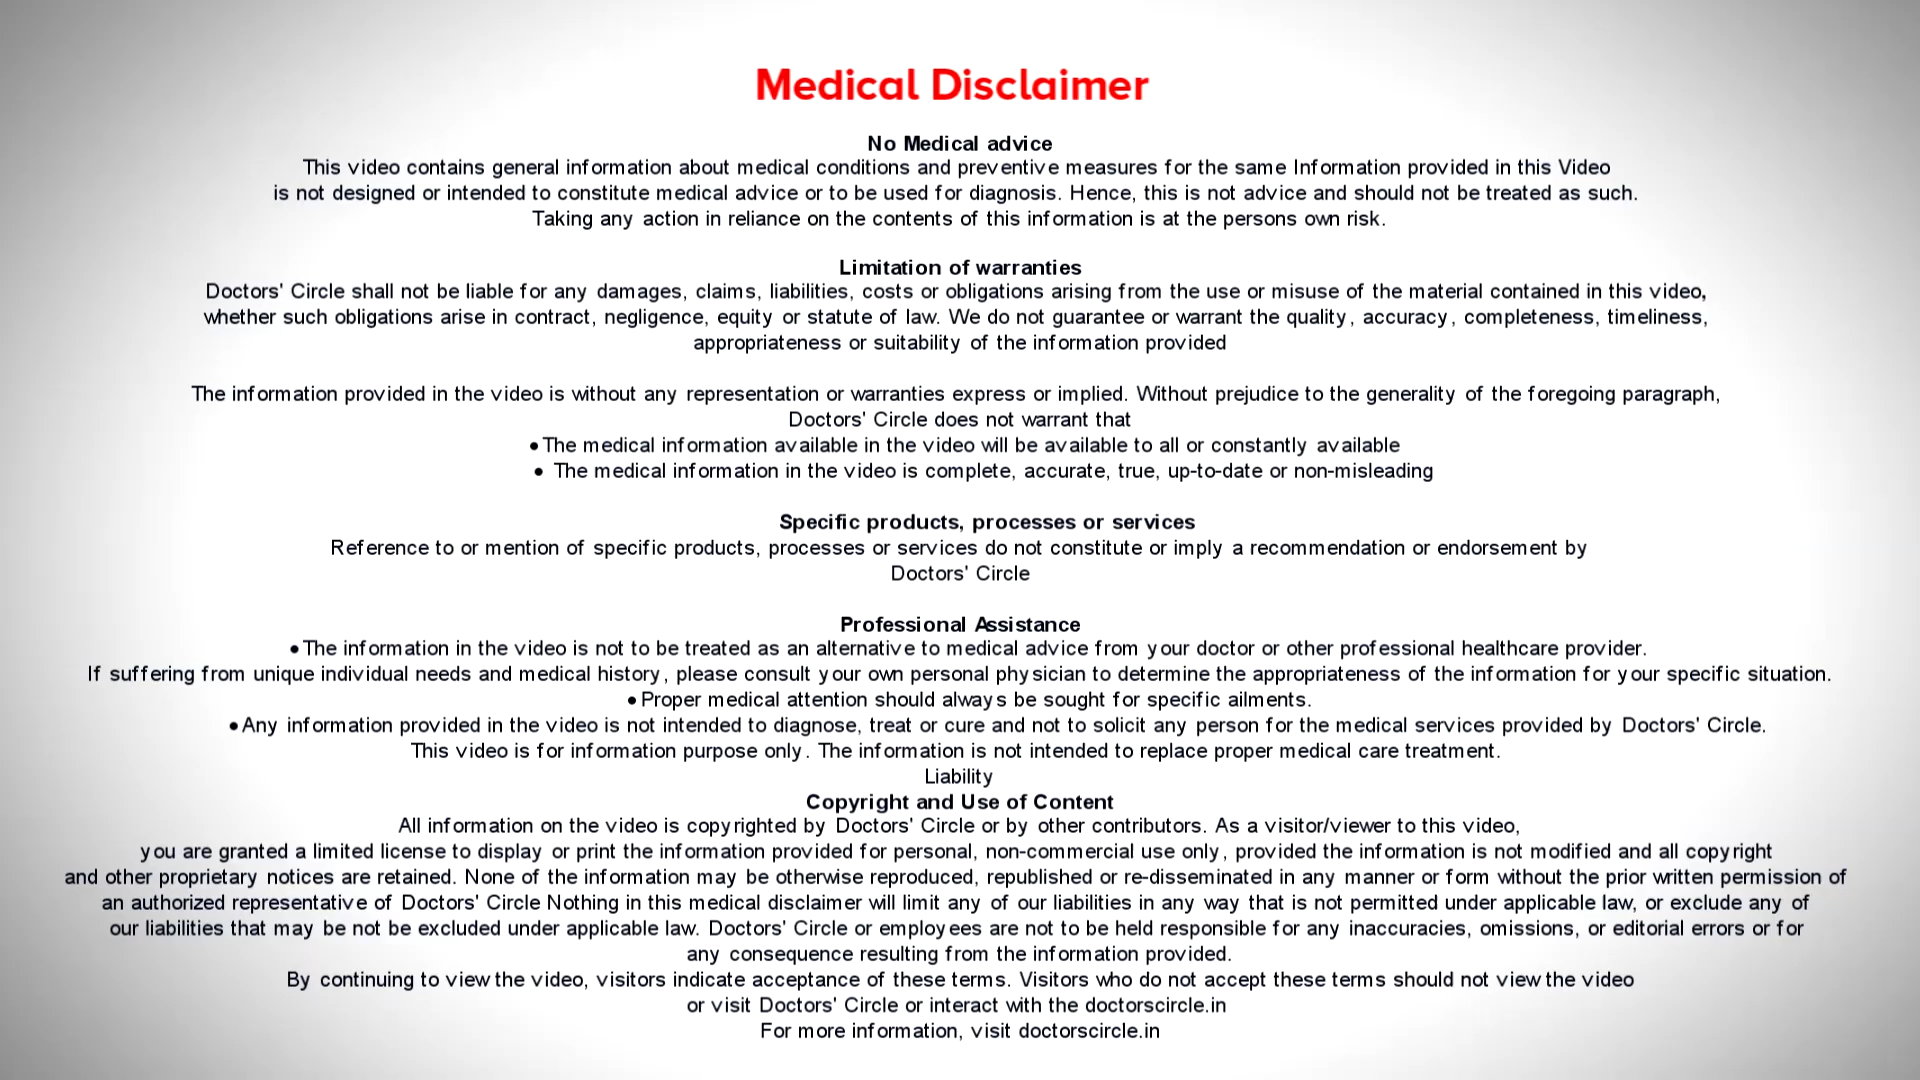 Medical Disclaimer
No Medical advice
This video contains general information about medical conditions and preventive measures for the same Information provided in this Video
is not designed or intended to constitute medical advice or to be used for diagnosis. Hence, this is not advice and should not be treated as such.
Taking any action in reliance on the contents of this information is at the persons own risk.
Limitation of warranties
Doctors' Circle shall not be liable for any damages, claims, liabilities, costs or obligations arising from the use or misuse of the material contained in this video,
whether such obligations arise in contract, negligence, equity or statute of law. We do not guarantee or warrant the quality, accuracy, completeness, timeliness,
appropriateness or suitability of the information provided
The information provided in the video is without any representation or warranties express or implied. Without prejudice to the generality of the foregoing paragraph,
Doctors' Circle does not warrant that
•The medical information available in the video will be available to all or constantly available
• The medical information in the video is complete, accurate, true, up-to-date or non-misleading
Specific products, processes or services
Reference to or mention of specific products, processes or services do not constitute or imply a recommendation or endorsement by
Doctors' Circle
Professional Assistance
•The information in the video is not to be treated as an alternative to medical advice from your doctor or other professional healthcare provider.
If suffering from unique individual needs and medical history, please consult your own personal physician to determine the appropriateness of the information for your specific situation.
•Proper medical attention should always be sought for specific ailments.
•Any information provided in the video is not intended to diagnose, treat or cure and not to solicit any person for the medical services provided by Doctors' Circle.
This video is for information purpose only. The information is not intended to replace proper medical care treatment.
Liability
Copyright and Use of Content
All information on the video is copyrighted by Doctors' Circle or by other contributors. As a visitor/viewer to this video,
you are granted a limited license to display or print the information provided for personal, non-commercial use only, provided the information is not modified and all copyright
and other proprietary notices are retained. None of the information may be otherwise reproduced, republished or re-disseminated in any manner or form without the prior written permission of
an authorized representative of Doctors' Circle Nothing in this medical disclaimer will limit any of our liabilities in any way that is not permitted under applicable law, or exclude any of
our liabilities that may be not be excluded under applicable law. Doctors' Circle or employees are not to be held responsible for any inaccuracies, omissions, or editorial errors or for
any consequence resulting from the information provided.
By continuing to view the video, visitors indicate acceptance of these terms. Visitors who do not accept these terms should not view the video
or visit Doctors' Circle or interact with the doctorscircle.in
For more information, visit doctorscircle.in